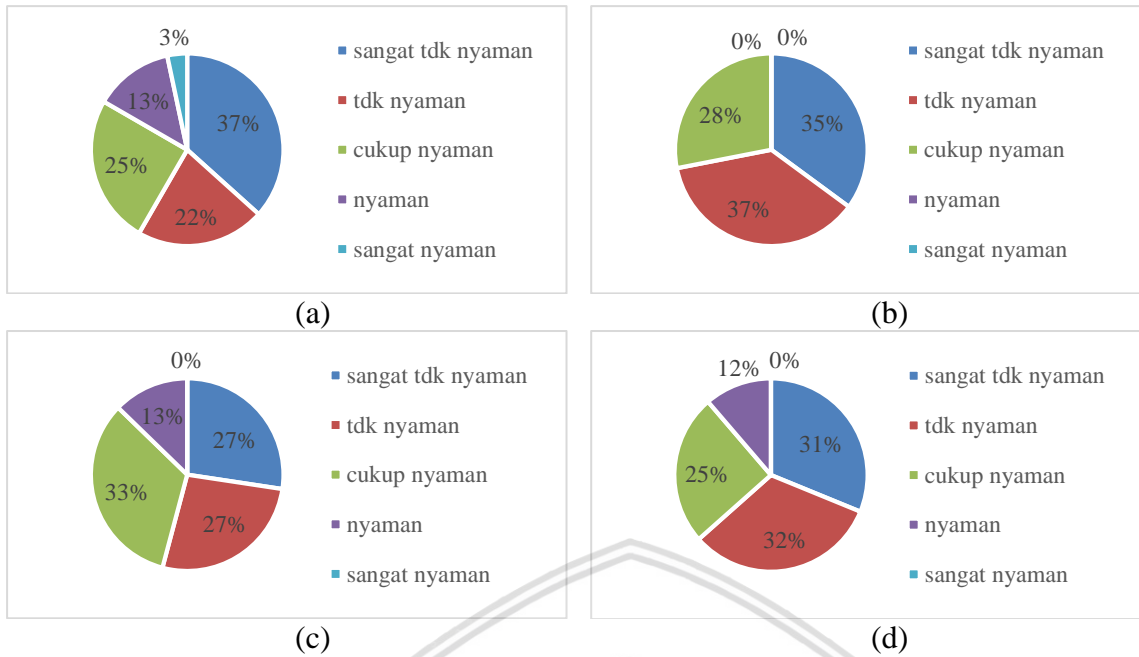 3%
13%
37%
25%
22%
sangat tdk nyaman
tdk nyaman
cukup nyaman
nyaman
sangat nyaman
(a)
0% 0%
28%
35%
37%
sangat tdk nyaman
tdk nyaman
cukup nyaman
nyaman
sangat nyaman
(b)
0%
13%
27%
33%
27%
sangat tdk nyaman
tdk nyaman
cukup nyaman
nyaman
sangat nyaman
(c)
12% 0%
31%
25%
32%
sangat tdk nyaman
tdk nyaman
cukup nyaman
nyaman
sangat nyaman
(d)